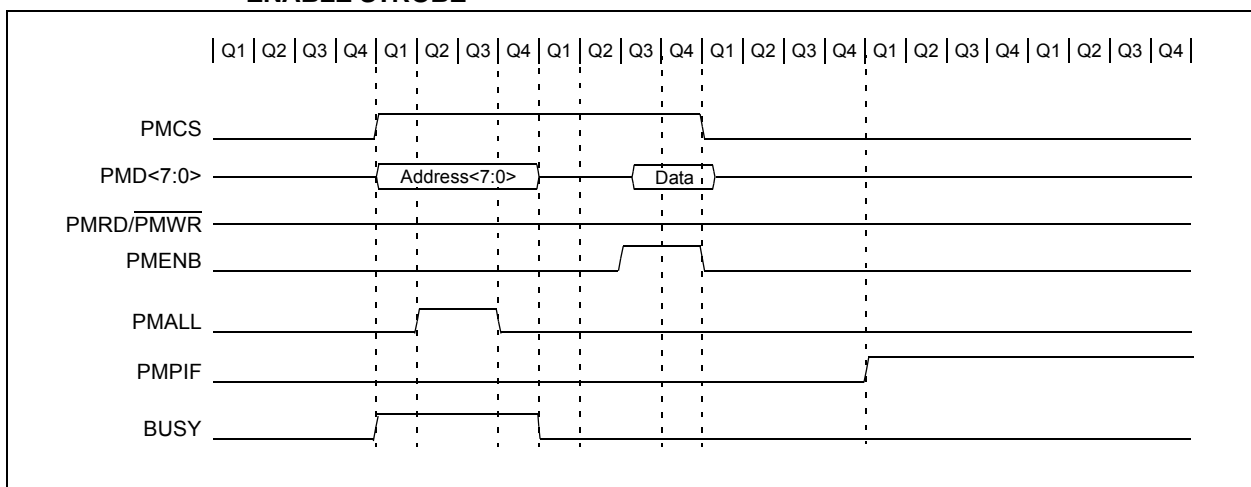 ENABLE STROBE
Q1 Q2 Q3 Q4 Q1 Q2 Q3 Q4 Q1 Q2 Q3 Q4 Q1 Q2 Q3 Q4 Q1 Q2 Q3 Q4 Q1 Q2 Q3 Q4
PMCS
PMD<7:0> Address<7:0> Data
PMRD/PMWR
PMENB
PMALL
PMPIF
BUSY